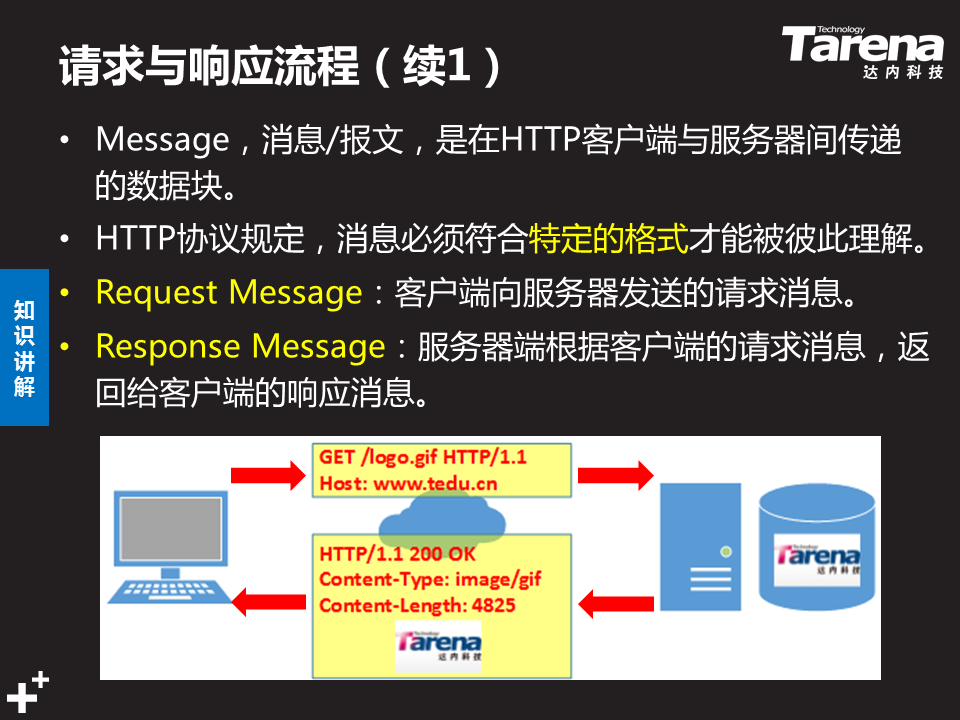 请求与响应流程（续1）
Technology
Tarena
达内科技
• Message，消息/报文，是在HTTP客户端与服务器间传递
的数据块。
• HTTP协议规定，消息必须符合特定的格式才能被彼此理解。
• Request Message：客户端向服务器发送的请求消息。
• Response Message：服务器端根据客户端的请求消息，返
回给客户端的响应消息。
知
识
讲
解
GET /logo.gif HTTP/1.1
Host: www.tedu.cn
HTTP/1.1 200 OK
Content-Type: image/gif
Content-Length: 4825
Technology
Tarena
达内科技
Technology
Tarena
达内科技